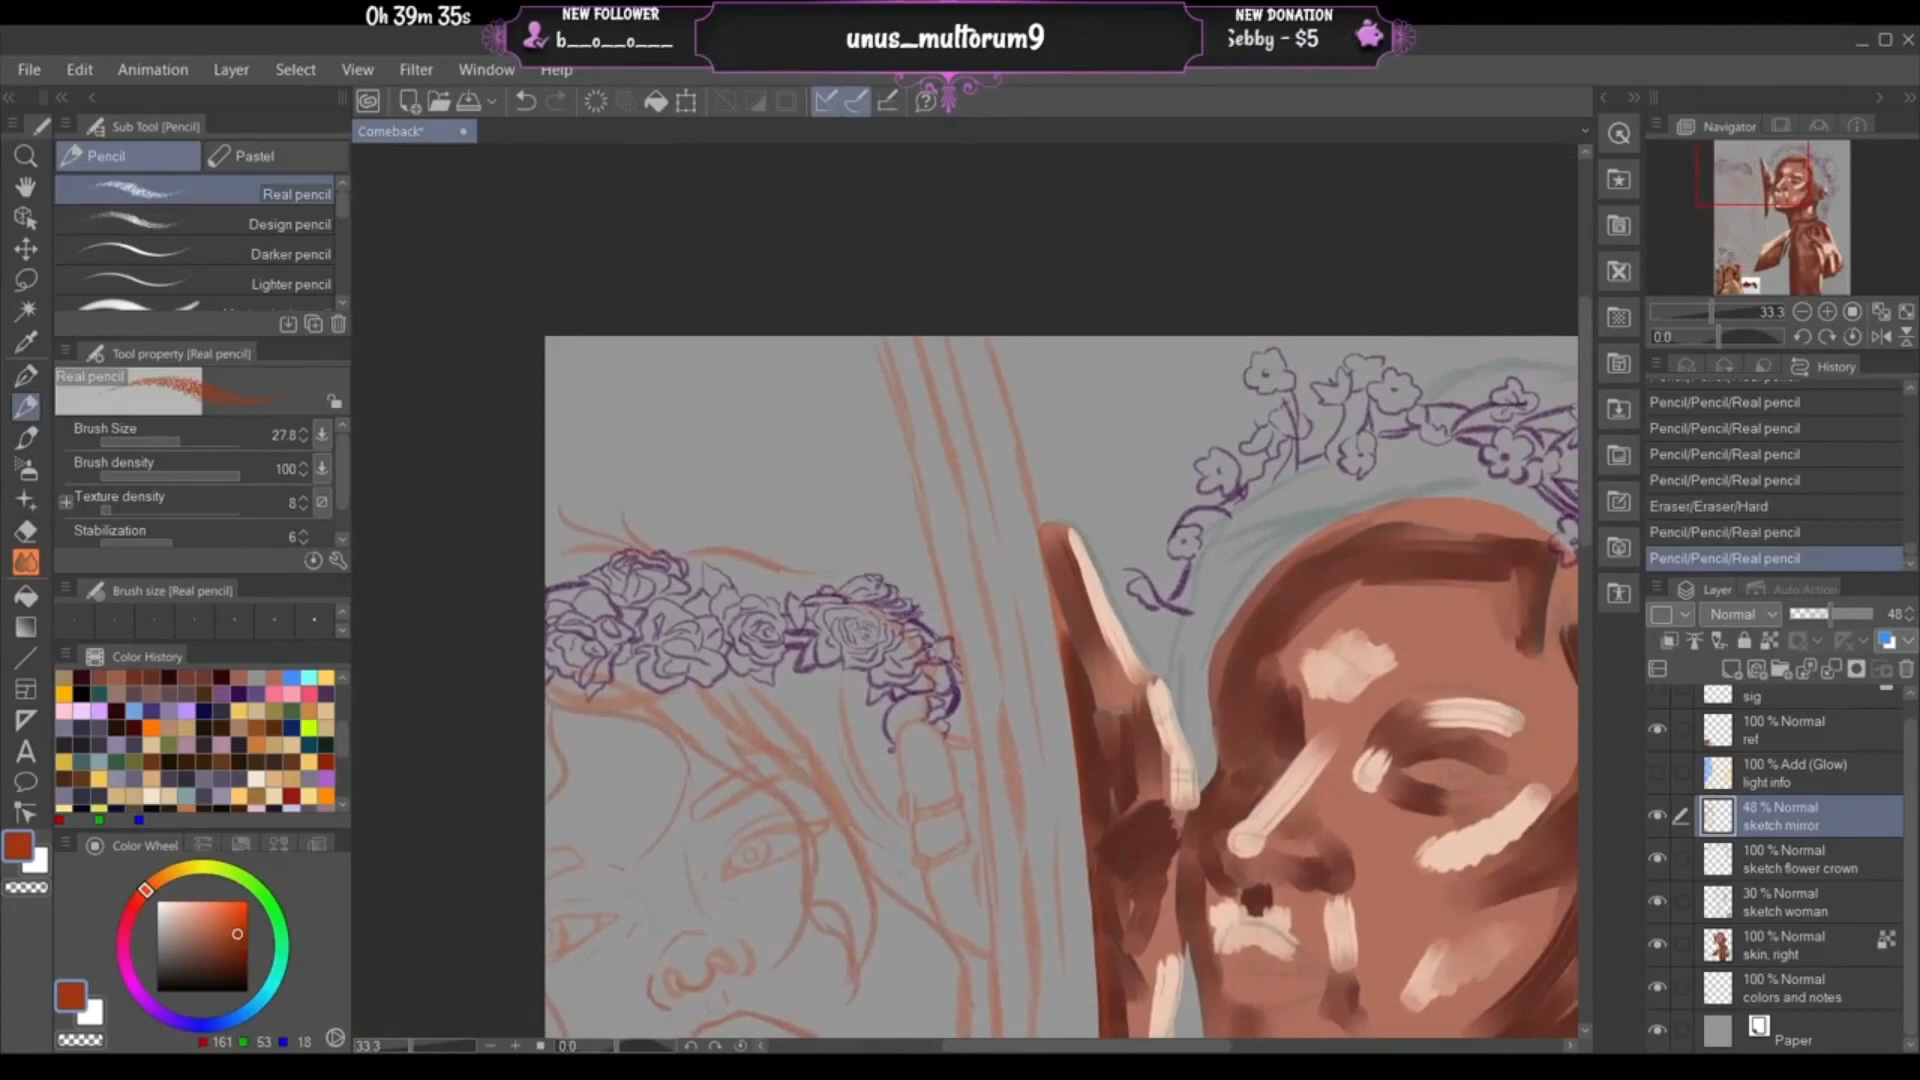 0h 39m 35s
NEW FOLLOWER
b__o__o___
unus_multorum9
NEW DONATION
Sebby - $5
File Edit Animation Layer Select View Filter Window Help
Sub Tool [Pencil]
Pencil Pastel
Real pencil
Design pencil
Darker pencil
Lighter pencil
Tool property [Real pencil]
Real pencil
Brush Size 27.8
Brush density 100
Texture density 8
Stabilization 6
Brush size [Real pencil]
Color History
Color Wheel
161 53 18
Comeback*
33.3 0.0
Navigator
33.3
0.0
History
Pencil/Pencil/Real pencil
Pencil/Pencil/Real pencil
Pencil/Pencil/Real pencil
Pencil/Pencil/Real pencil
Pencil/Pencil/Real pencil
Eraser/Eraser/Hard
Pencil/Pencil/Real pencil
Pencil/Pencil/Real pencil
Layer Auto Action
Normal 48
sig
100 % Normal
ref
100 % Add (Glow)
light info
48 % Normal
sketch mirror
100 % Normal
sketch flower crown
30 % Normal
sketch woman
100 % Normal
skin, right
100 % Normal
colors and notes
Paper